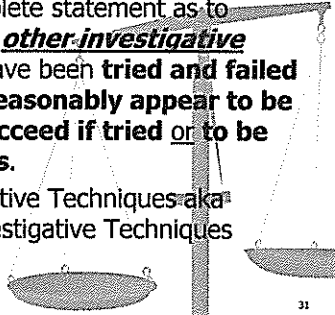 plete statement as to
other investigative
ave been tried and failed
easonably appear to be
cceed if tried or to be
s.
tive Techniques aka
estigative Techniques
31